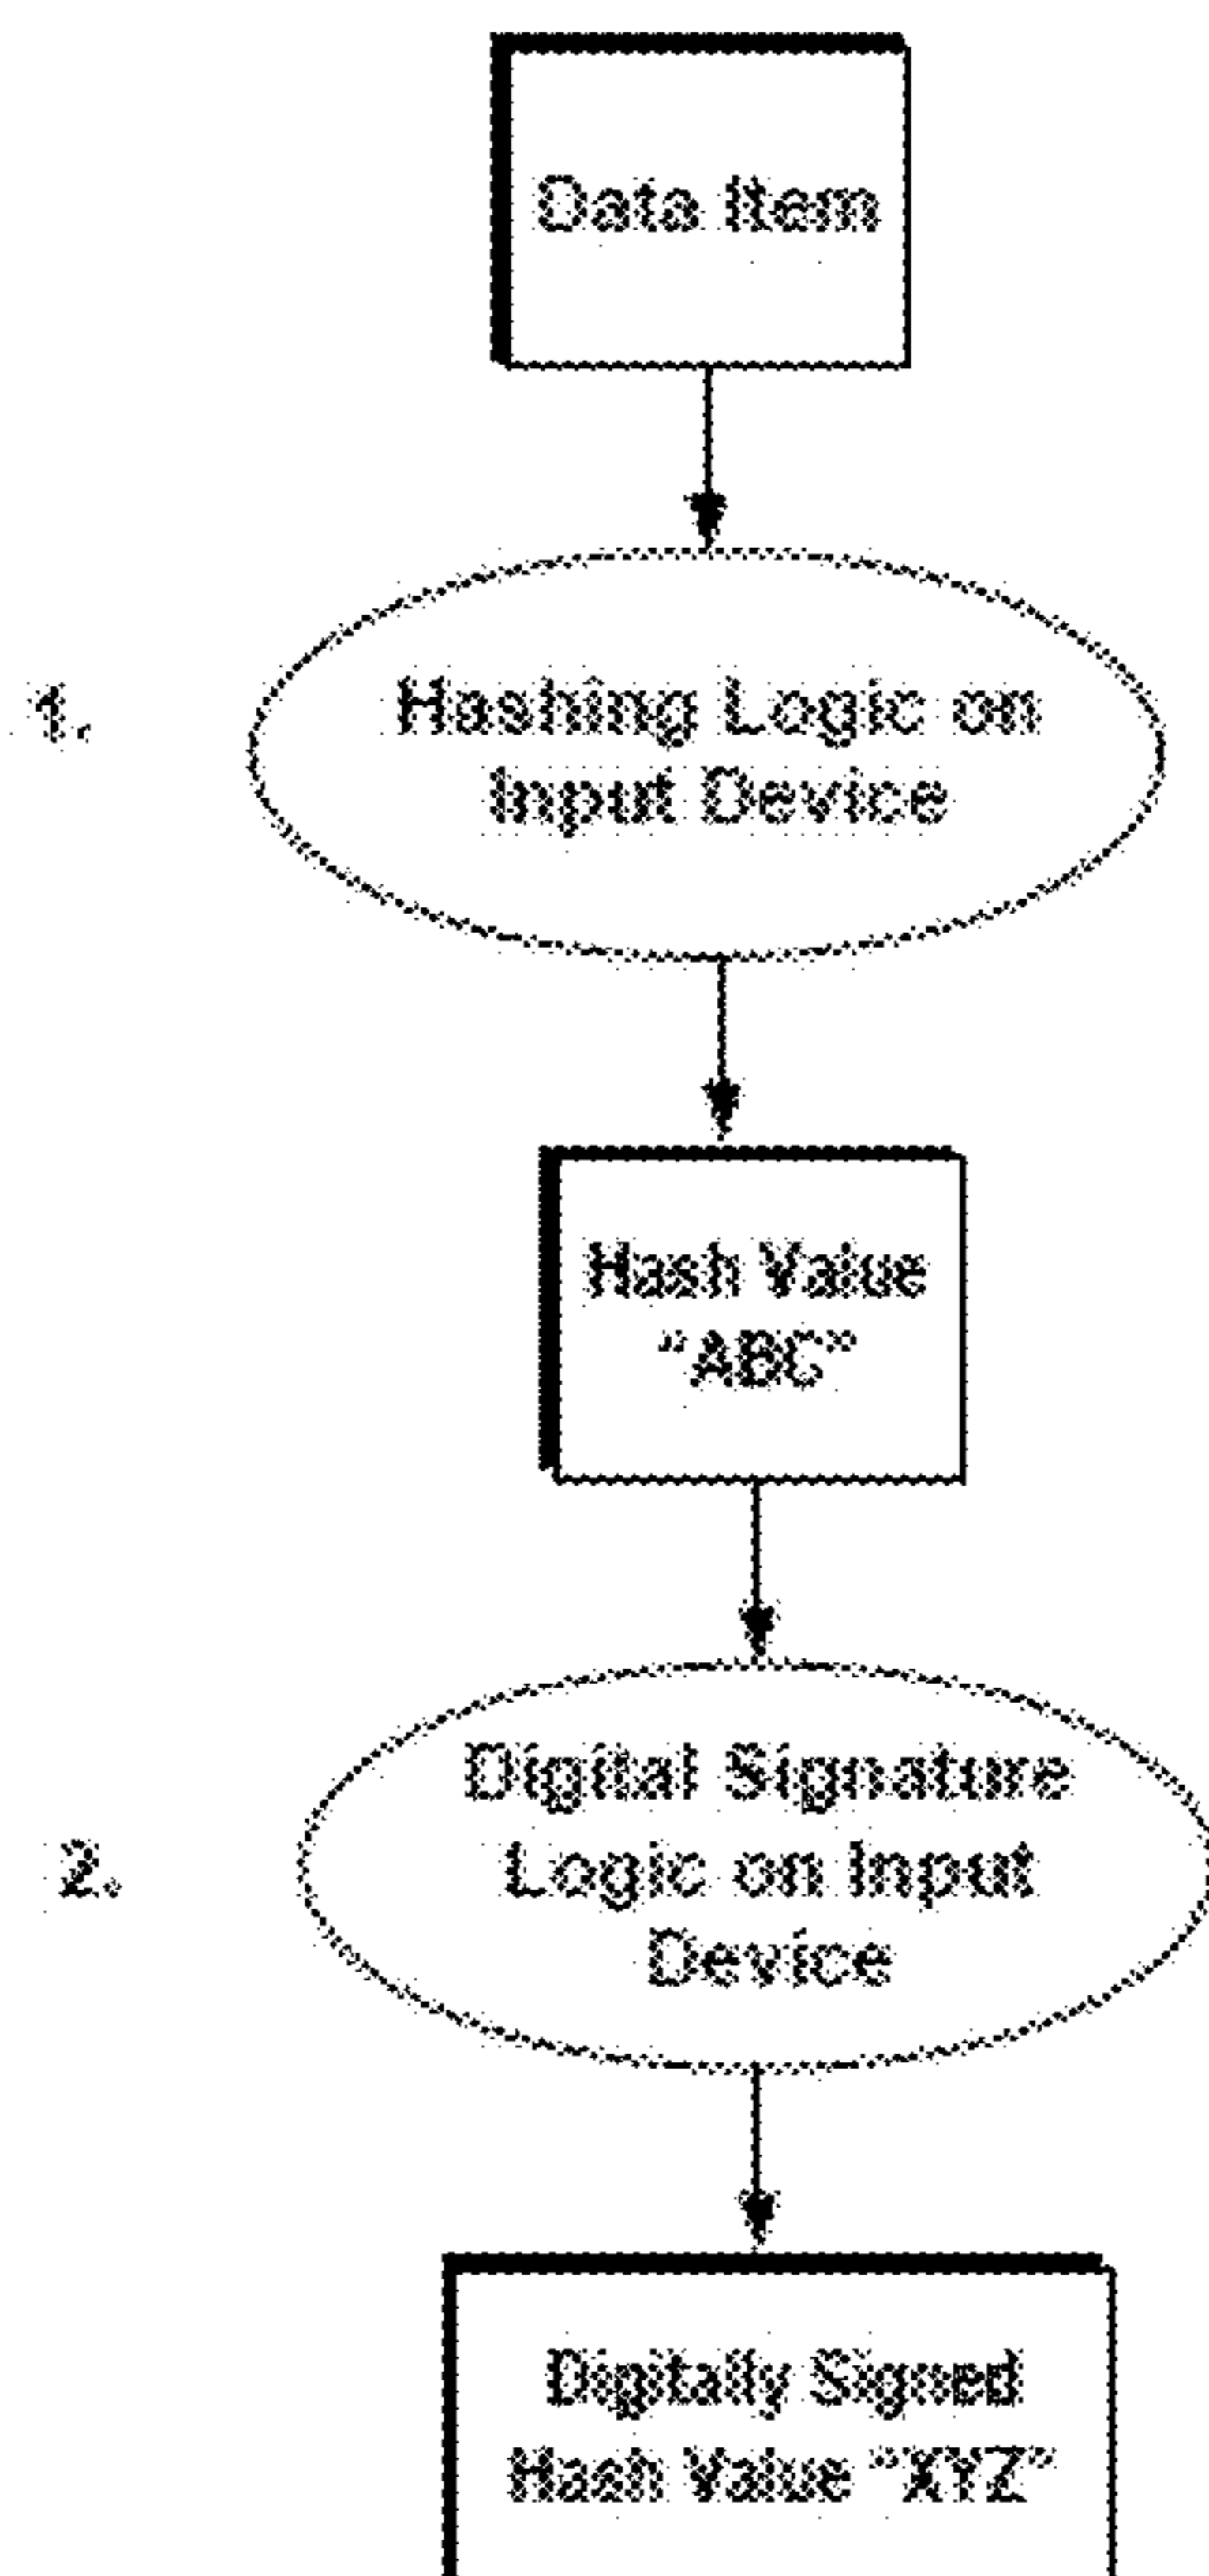 Data Item
1.
Hashing Logic on
Input Device
Hash Value
"ABC"
2.
Digital Signature
Logic on Input
Device
Digitally Signed
Hash Value "XYZ"